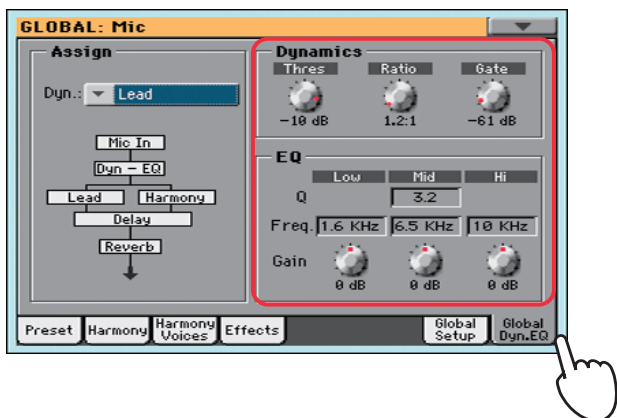 GLOBAL: Mic
Assign
Dyn.: Lead
Mic In
Dyn - EQ
Lead Harmony
Delay
Reverb
Dynamics
Thres Ratio Gate
-10 dB 1.2:1 -61 dB
EQ
Low Mid Hi
Q 3.2
Freq. 1.6 KHz 6.5 KHz 10 KHz
Gain
0 dB 0 dB 0 dB
Preset Harmony Harmony Voices Effects Global Setup Global Dyn.EQ